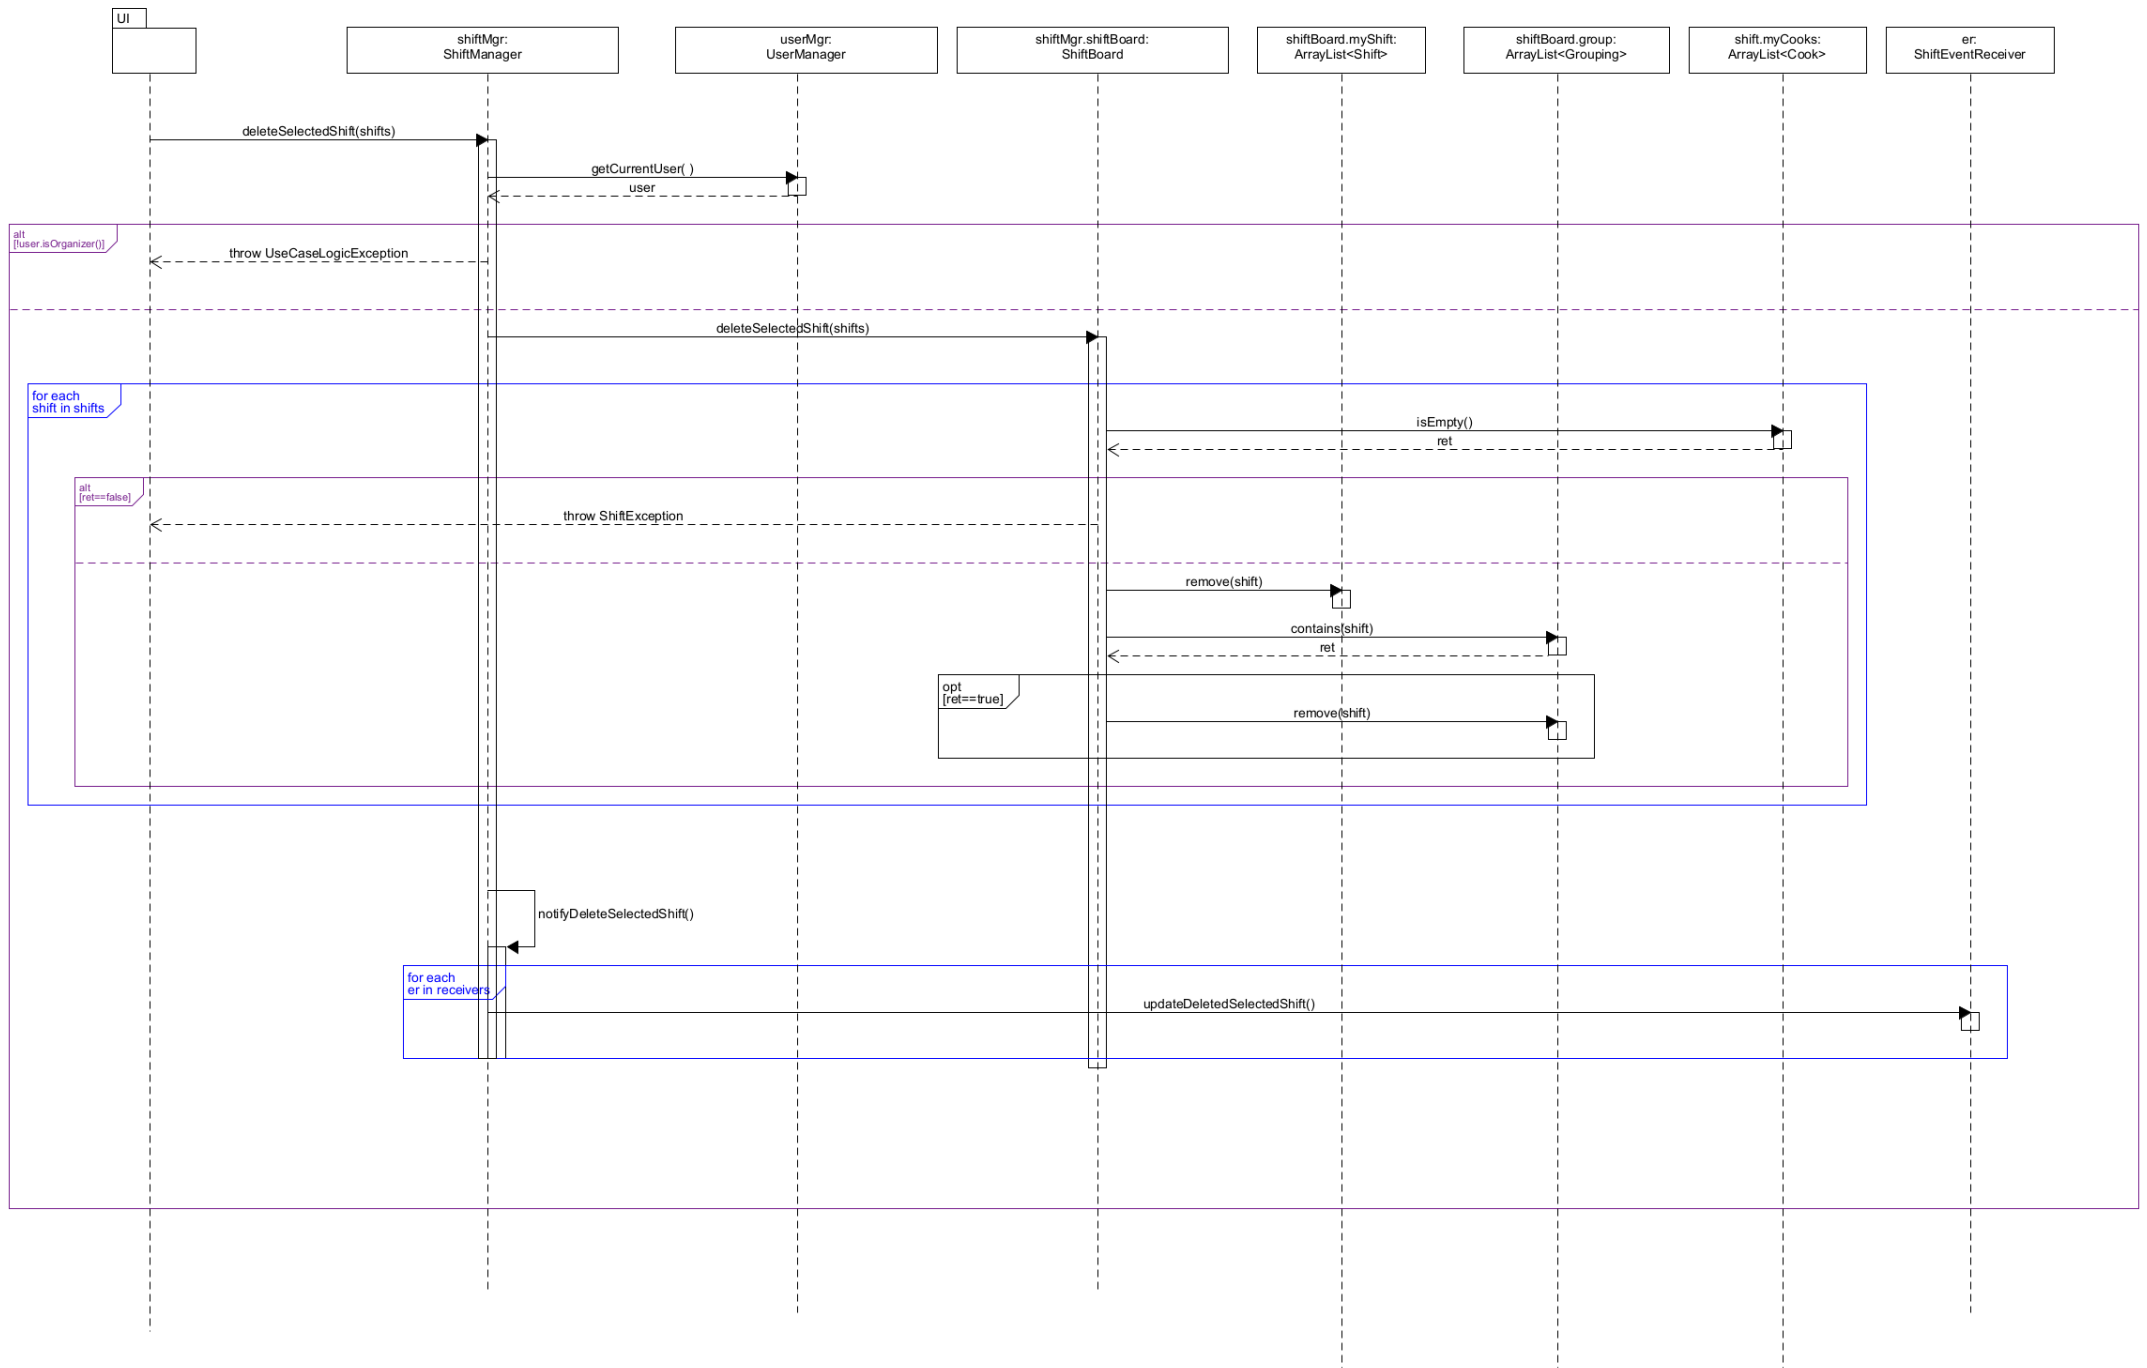 UI
shiftMgr:
ShiftManager
userMgr:
UserManager
shiftMgr.shiftBoard:
ShiftBoard
shiftBoard.myShift:
ArrayList<Shift>
shiftBoard.group:
ArrayList<Grouping>
shift.myCooks:
ArrayList<Cook>
er:
ShiftEventReceiver
deleteSelectedShift(shifts)
getCurrentUser( )
user
alt
[!user.isOrganizer()]
throw UseCaseLogicException
deleteSelectedShift(shifts)
for each
shift in shifts
isEmpty()
ret
alt
[ret==false]
throw ShiftException
remove(shift)
contains(shift)
ret
opt
[ret==true]
remove(shift)
notifyDeleteSelectedShift()
for each
er in receivers
updateDeletedSelectedShift()